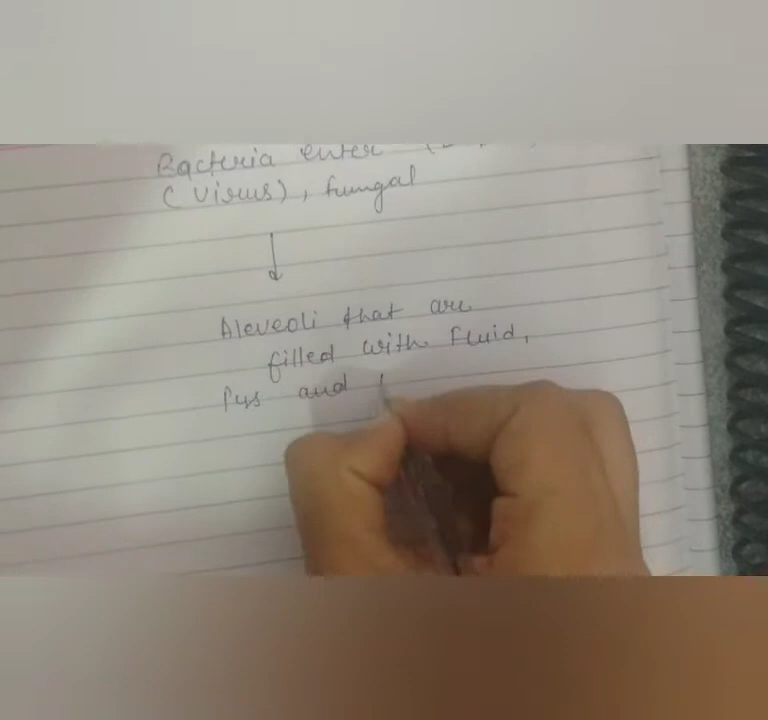 Bacteria enter
(Virus), fungal
Aleveoli that are
filled with fluid,
Pus and